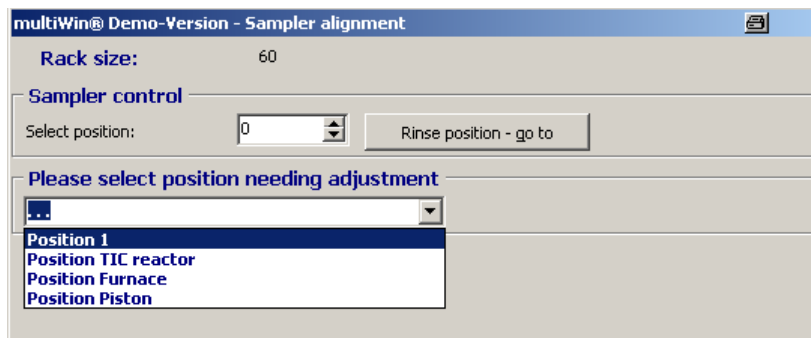 multiWin® Demo-Version - Sampler alignment
Rack size: 60
Sampler control
Select position: 0 Rinse position - go to
Please select position needing adjustment
...
Position 1
Position TIC reactor
Position Furnace
Position Piston